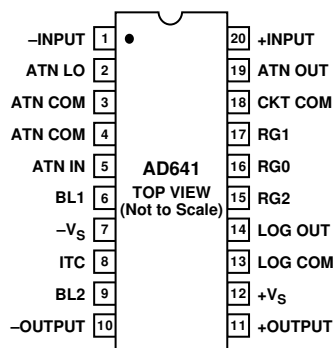 –INPUT 1 20 +INPUT
ATN LO 2 19 ATN OUT
ATN COM 3 18 CKT COM
ATN COM 4 17 RG1
ATN IN 5 16 RG0
BL1 6 15 RG2
–VS 7 14 LOG OUT
ITC 8 13 LOG COM
BL2 9 12 +VS
–OUTPUT 10 11 +OUTPUT
AD641
TOP VIEW
(Not to Scale)